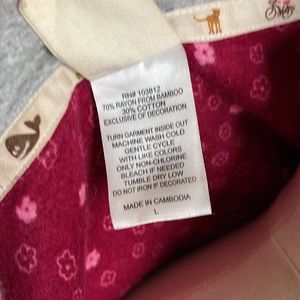 RN# 103812
70% RAYON FROM BAMBOO
30% COTTON
EXCLUSIVE OF DECORATION
TURN GARMENT INSIDE OUT
MACHINE WASH COLD
GENTLE CYCLE
WITH LIKE COLORS
ONLY NON-CHLORINE
BLEACH IF NEEDED
TUMBLE DRY LOW
DO NOT IRON IF DECORATED
MADE IN CAMBODIA
L